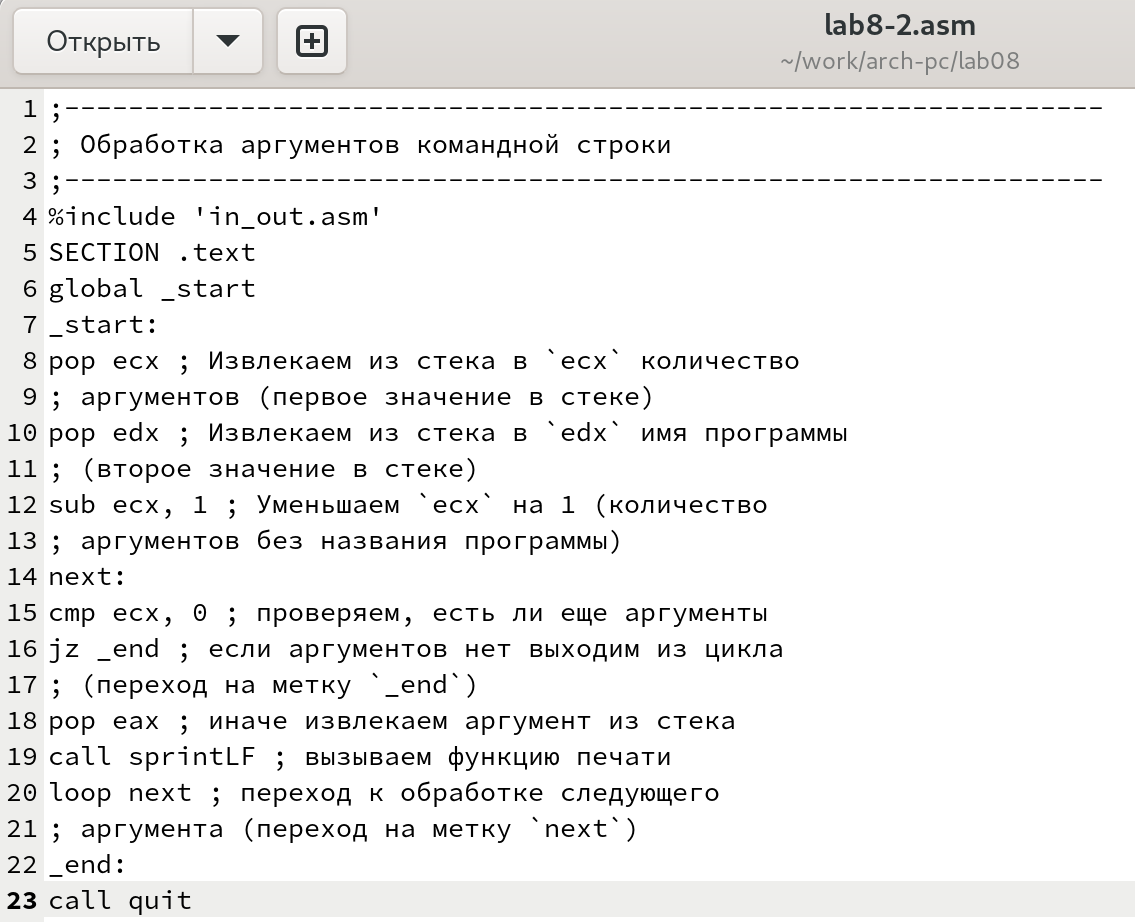 Открыть
lab8-2.asm
~/work/arch-pc/lab08
1 ;-----------------------------------------------------------------
2 ; Обработка аргументов командной строки
3 ;-----------------------------------------------------------------
4 %include 'in_out.asm'
5 SECTION .text
6 global _start
7 _start:
8 pop ecx ; Извлекаем из стека в `ecx` количество
9 ; аргументов (первое значение в стеке)
10 pop edx ; Извлекаем из стека в `edx` имя программы
11 ; (второе значение в стеке)
12 sub ecx, 1 ; Уменьшаем `ecx` на 1 (количество
13 ; аргументов без названия программы)
14 next:
15 cmp ecx, 0 ; проверяем, есть ли еще аргументы
16 jz _end ; если аргументов нет выходим из цикла
17 ; (переход на метку `_end`)
18 pop eax ; иначе извлекаем аргумент из стека
19 call sprintLF ; вызываем функцию печати
20 loop next ; переход к обработке следующего
21 ; аргумента (переход на метку `next`)
22 _end:
23 call quit